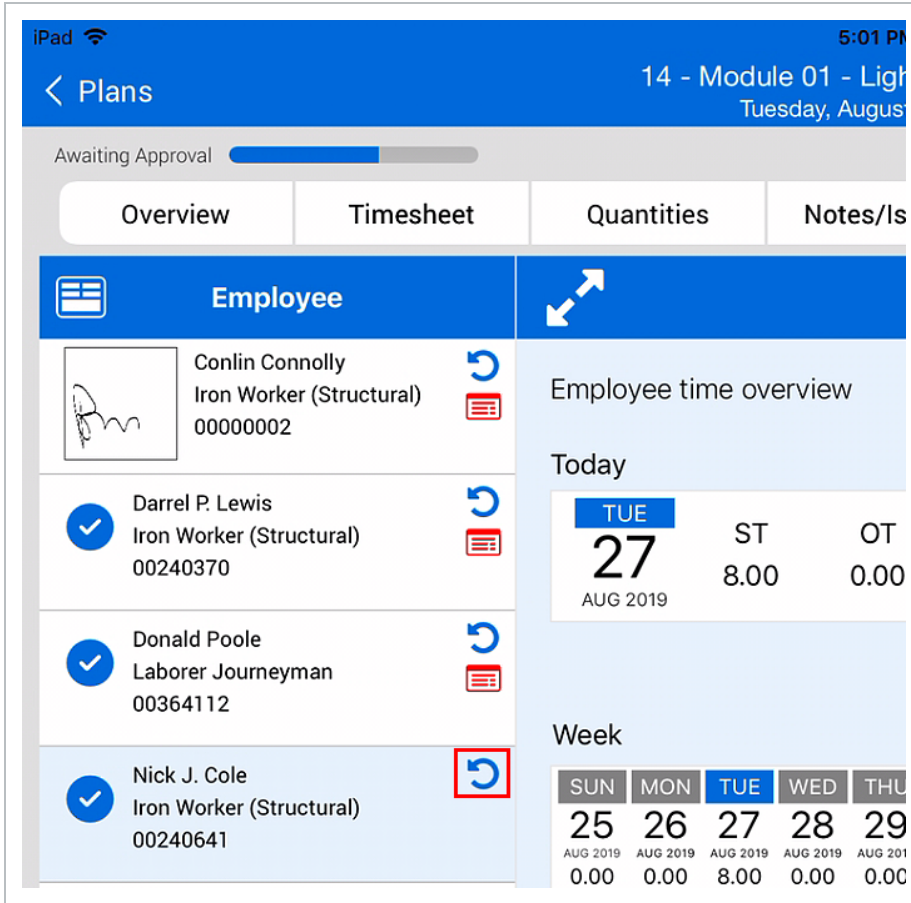 iPad 5:01 PM
Plans
14 - Module 01 - Ligh
Tuesday, August
Awaiting Approval
Overview Timesheet Quantities Notes/Is
Employee
Conlin Connolly
Iron Worker (Structural)
00000002
Darrel P. Lewis
Iron Worker (Structural)
00240370
Donald Poole
Laborer Journeyman
00364112
Nick J. Cole
Iron Worker (Structural)
00240641
Employee time overview
Today
TUE
27
AUG 2019
ST OT
8.00 0.00
Week
SUN MON TUE WED THU
25 26 27 28 29
AUG 2019 AUG 2019 AUG 2019 AUG 2019 AUG 201
0.00 0.00 8.00 0.00 0.00